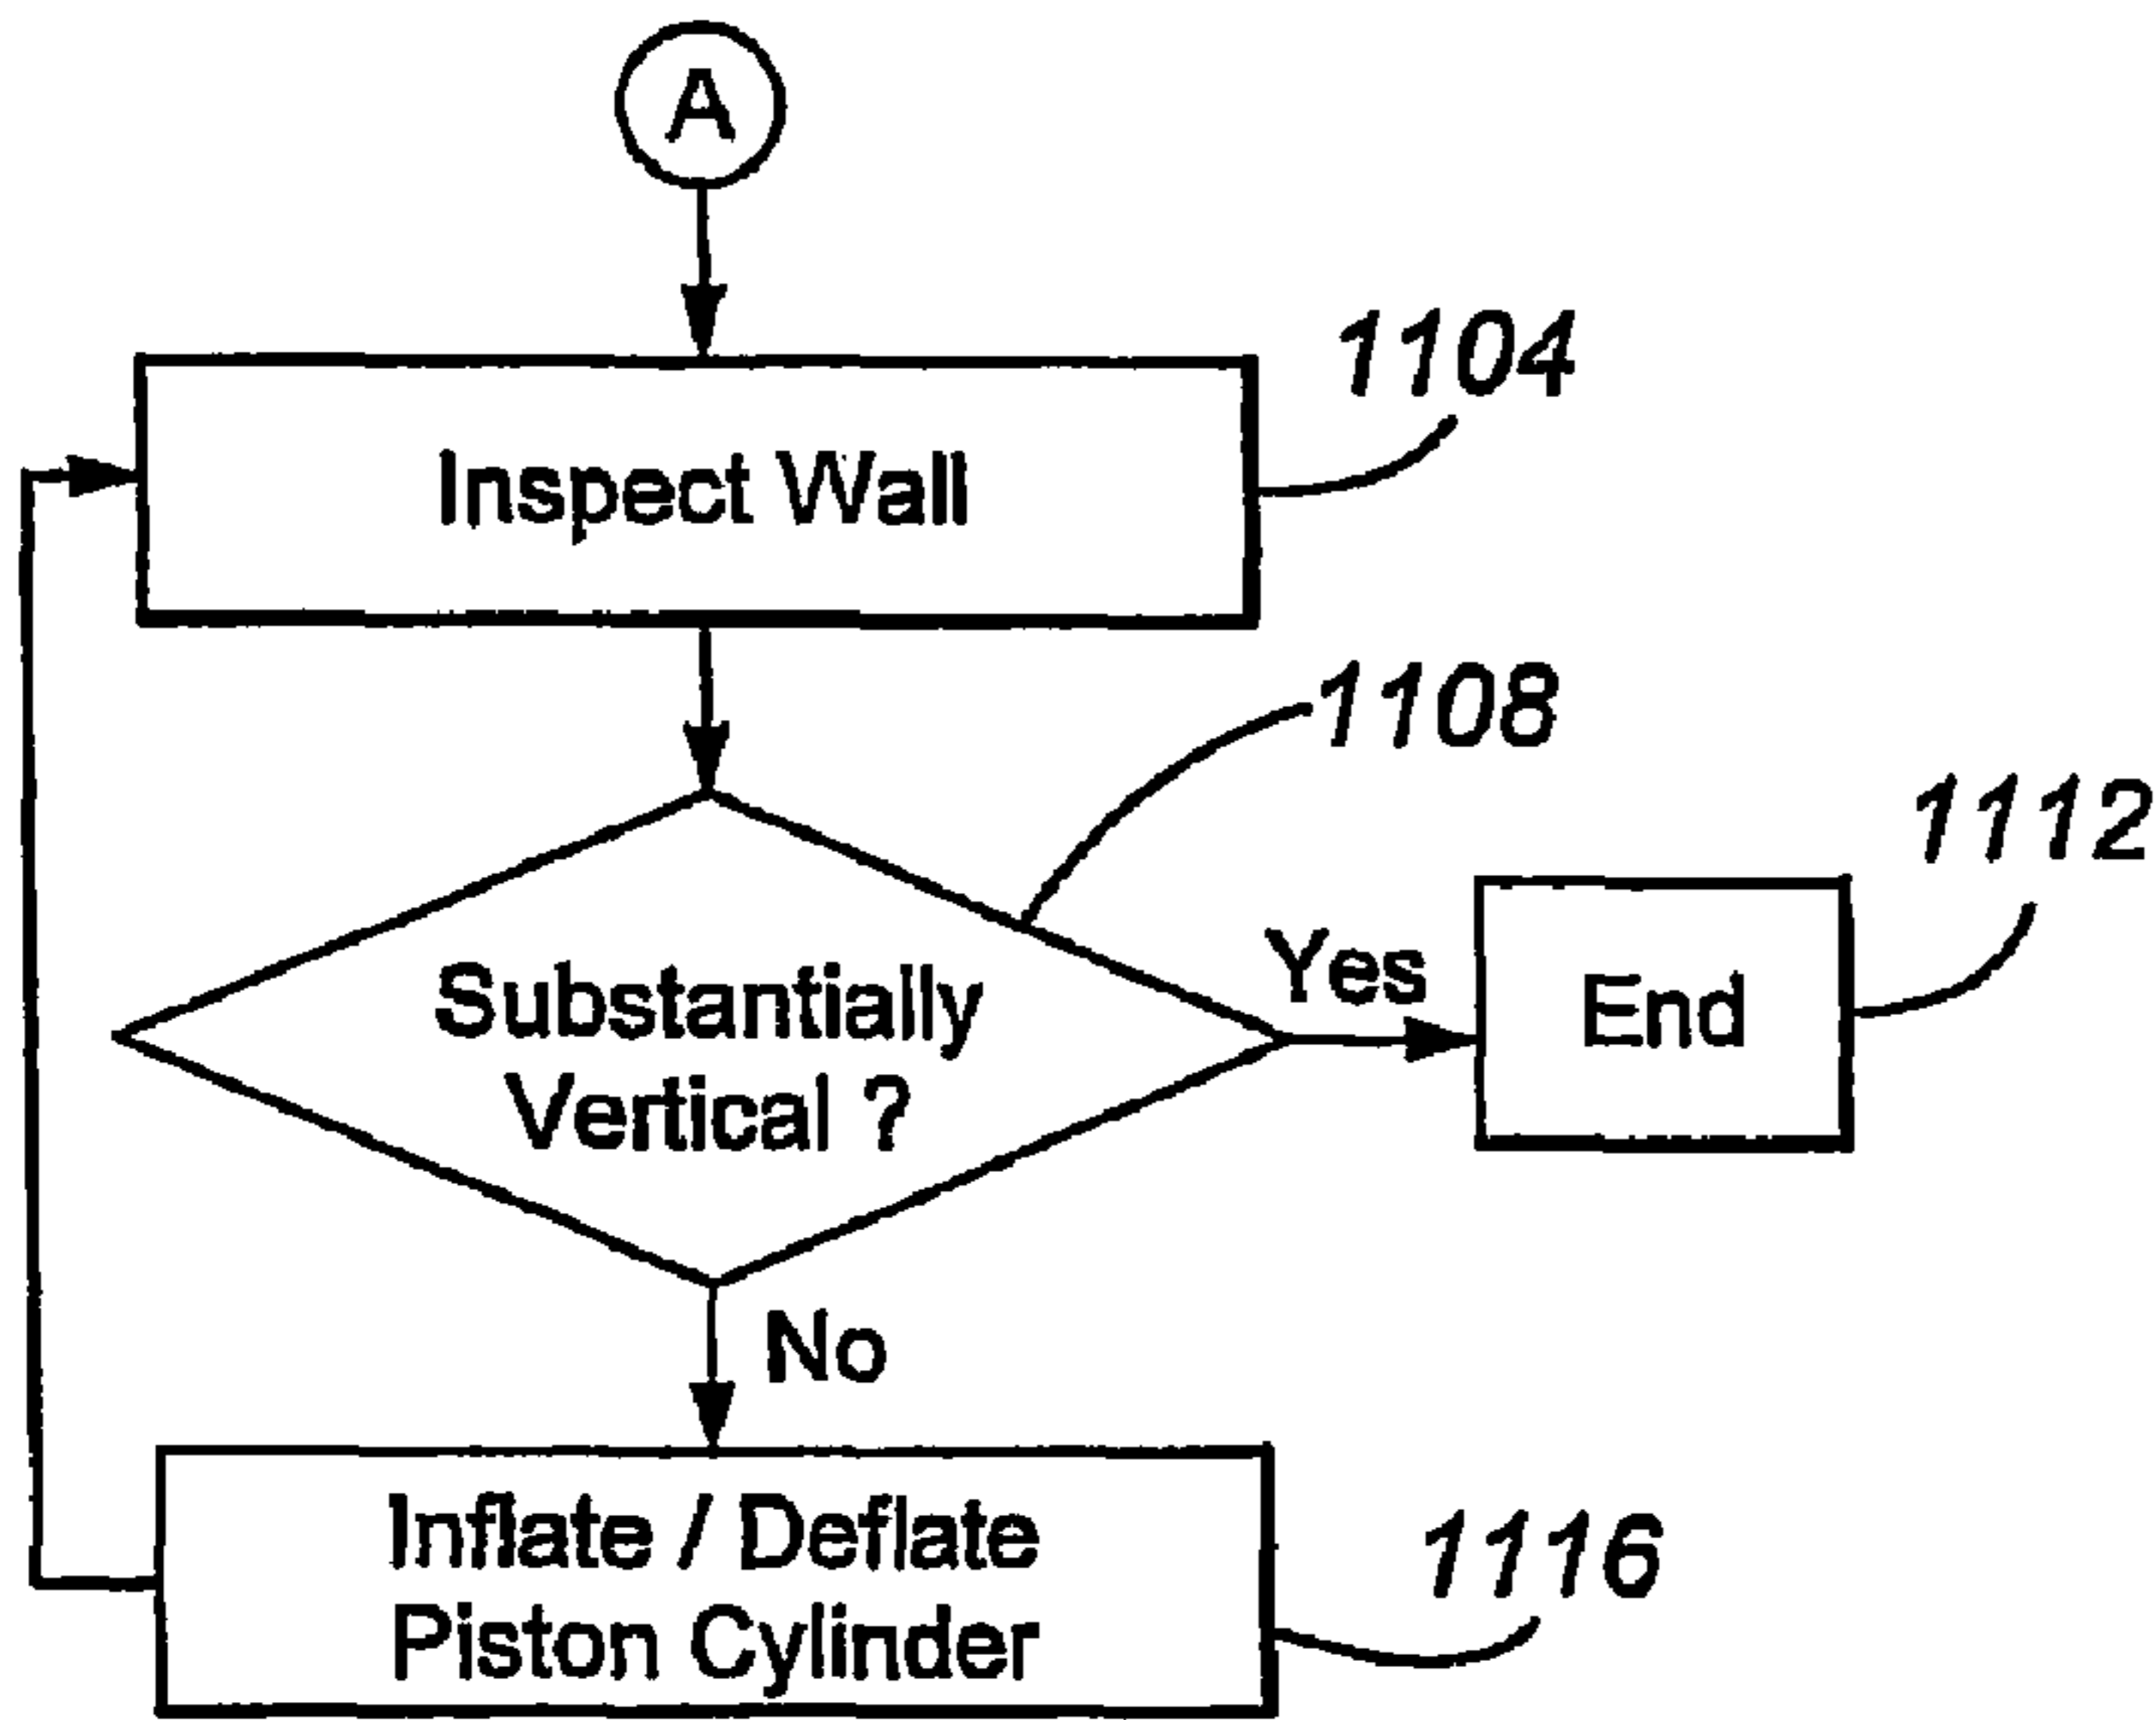 A
1104
Inspect Wall
1108
1112
Substantially
Vertical ?
Yes
End
No
Inflate / Deflate
Piston Cylinder
1116